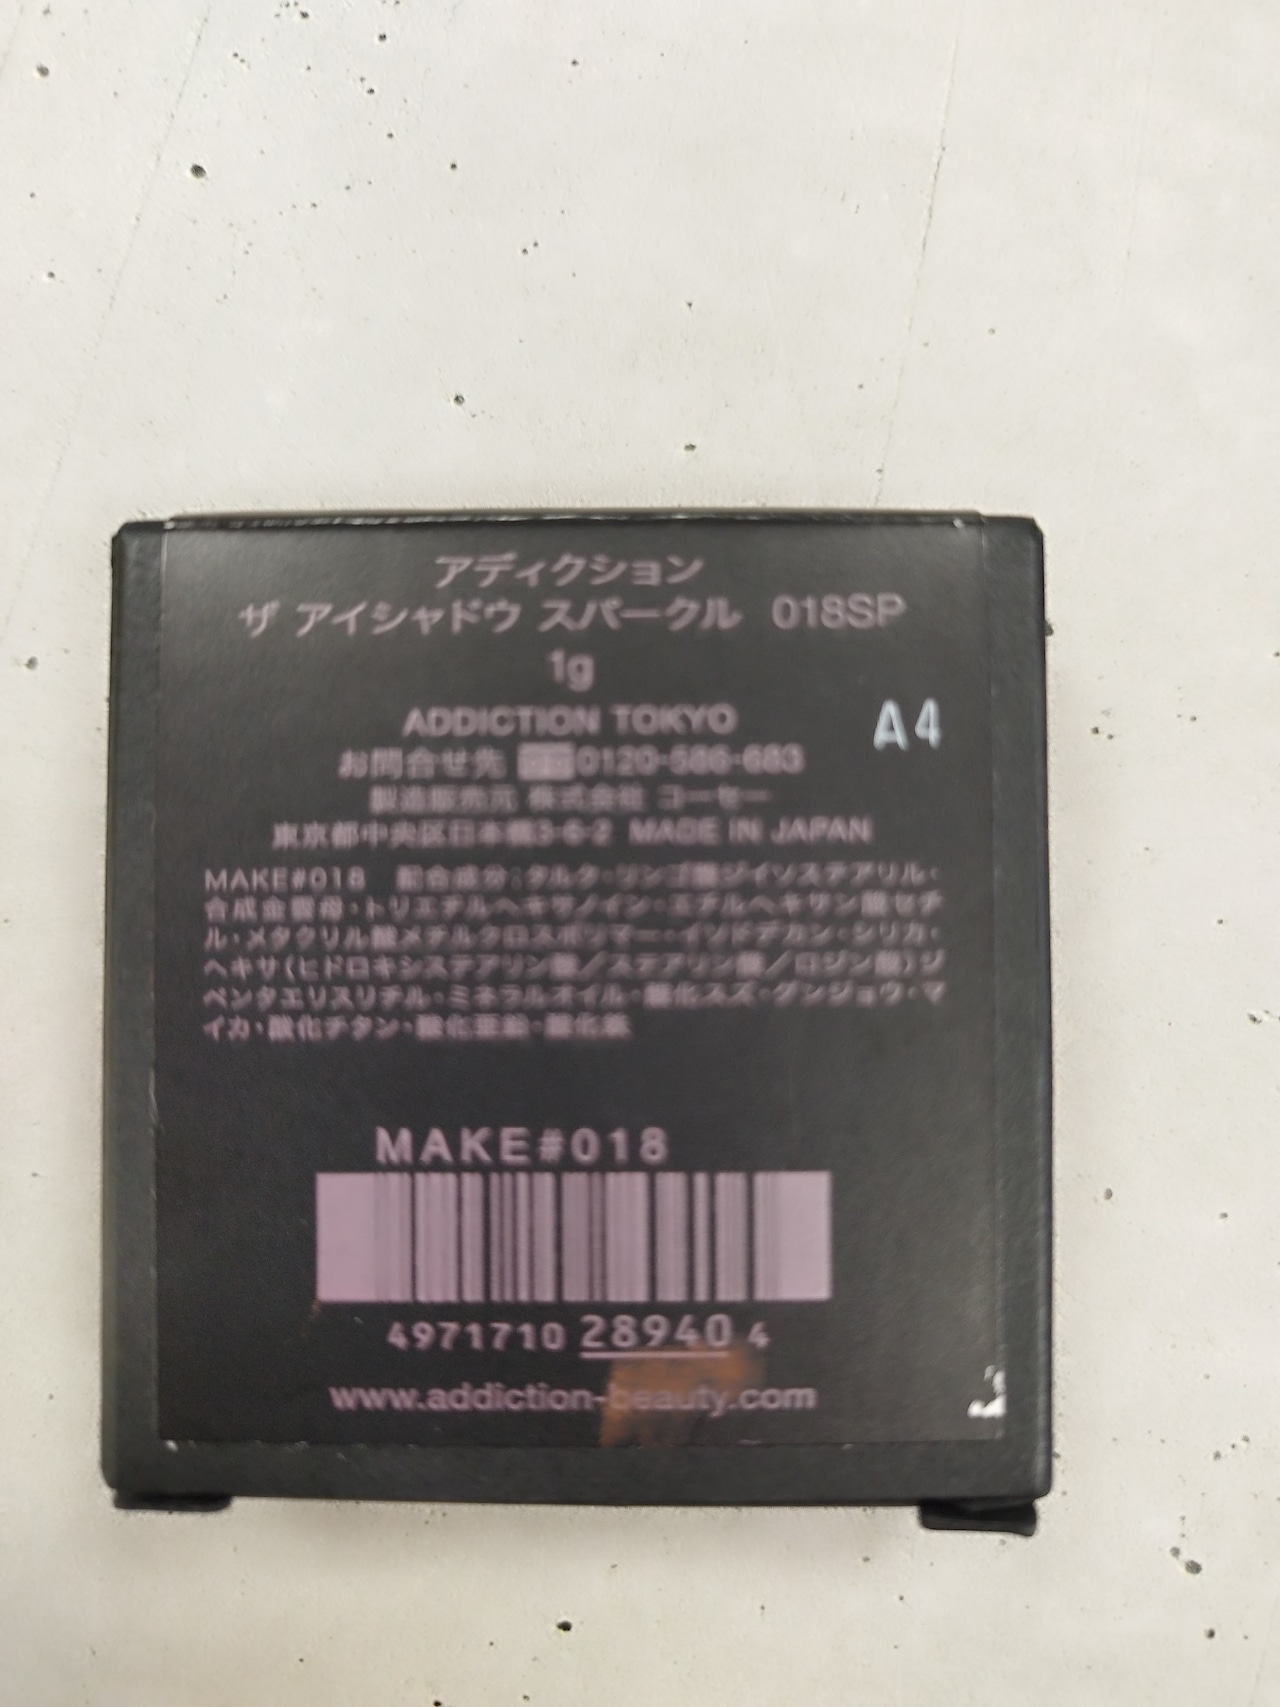 アディクション
ザ アイシャドウ スパークル 018SP
1g
ADDICTION TOKYO
A4
お問合せ先 0120-586-683
製造販売元 株式会社 コーセー
東京都中央区日本橋3-6-2 MADE IN JAPAN
MAKE#018 配合成分:タルク・リンゴ酸ジイソステアリル・
合成金雲母・トリエチルヘキサノイン・エチルヘキサン酸セチ
ル・メタクリル酸メチルクロスポリマー・イソドデカン・シリカ・
ヘキサ(ヒドロキシステアリン酸/ステアリン酸/ロジン酸)ジ
ペンタエリスリチル・ミネラルオイル・酸化スズ・グンジョウ・マ
イカ・酸化チタン・酸化亜鉛・酸化鉄
MAKE#018
4971710 28940 4
www.addiction-beauty.com